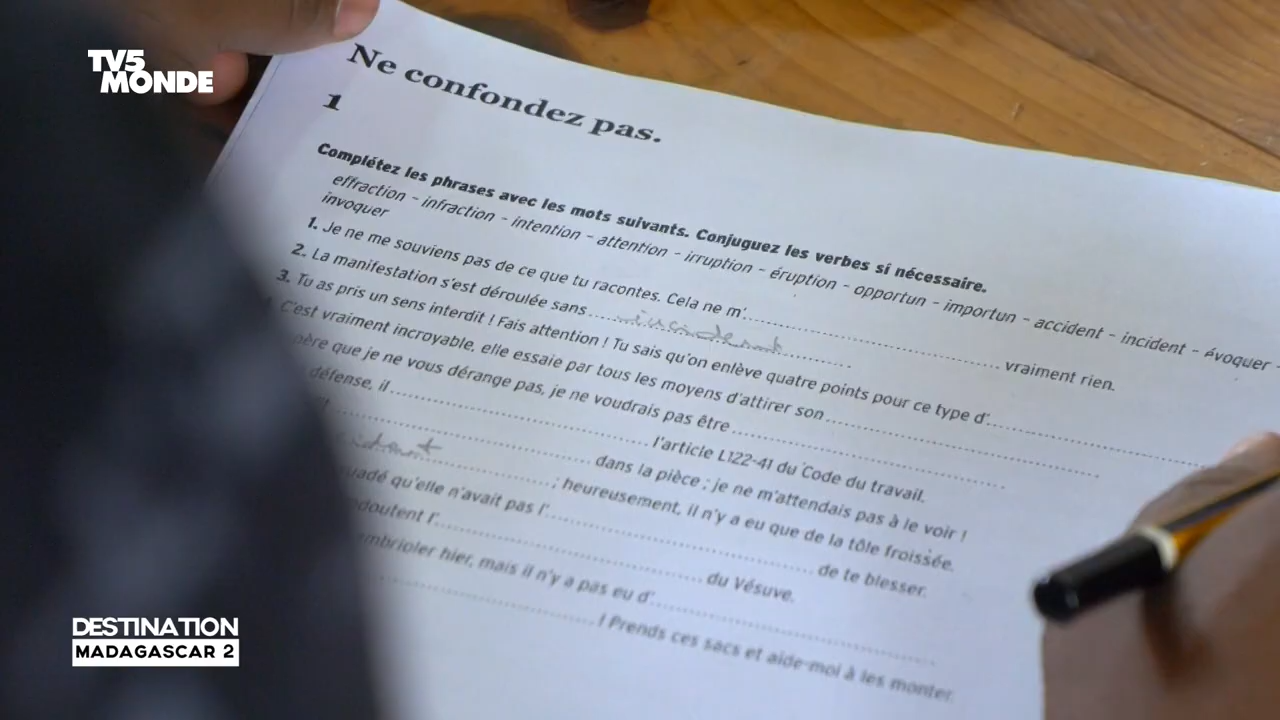 TV5
MONDE
Ne confondez pas.
1
Complétez les phrases avec les mots suivants. Conjuguez les verbes si nécessaire.
effraction - infraction - intention - attention - irruption - éruption - opportun - importun - accident - incident - évoquer -
invoquer
1. Je ne me souviens pas de ce que tu racontes. Cela ne m'.......... vraiment rien.
2. La manifestation s'est déroulée sans .......... incident ..........
3. Tu as pris un sens interdit ! Fais attention ! Tu sais qu'on enlève quatre points pour ce type d'..........
C'est vraiment incroyable, elle essaie par tous les moyens d'attirer son ..........
père que je ne vous dérange pas, je ne voudrais pas être ..........
défense, il .......... l'article L122-41 du Code du travail.
.......... dans la pièce ; je ne m'attendais pas à le voir !
.......... ; heureusement, il n'y a eu que de la tôle froissée.
uadé qu'elle n'avait pas l'.......... de te blesser.
doutent l'.......... du Vésuve.
ambrioler hier, mais il n'y a pas eu d'..........
.......... ! Prends ces sacs et aide-moi à les monter.
DESTINATION
MADAGASCAR 2